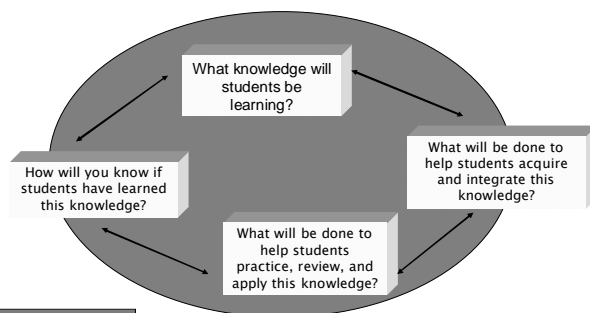 What knowledge will
students be
learning?
What will be done to
help students acquire
and integrate this
knowledge?
How will you know if
students have learned
this knowledge?
What will be done to
help students
practice, review, and
apply this knowledge?